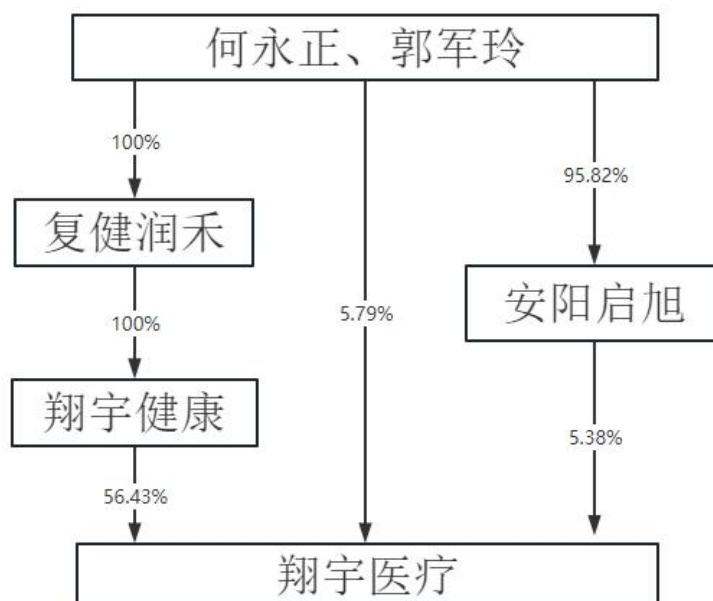 何永正、郭军玲
100%
95.82%
复健润禾
安阳启旭
100%
5.79%
翔宇健康
5.38%
56.43%
翔宇医疗